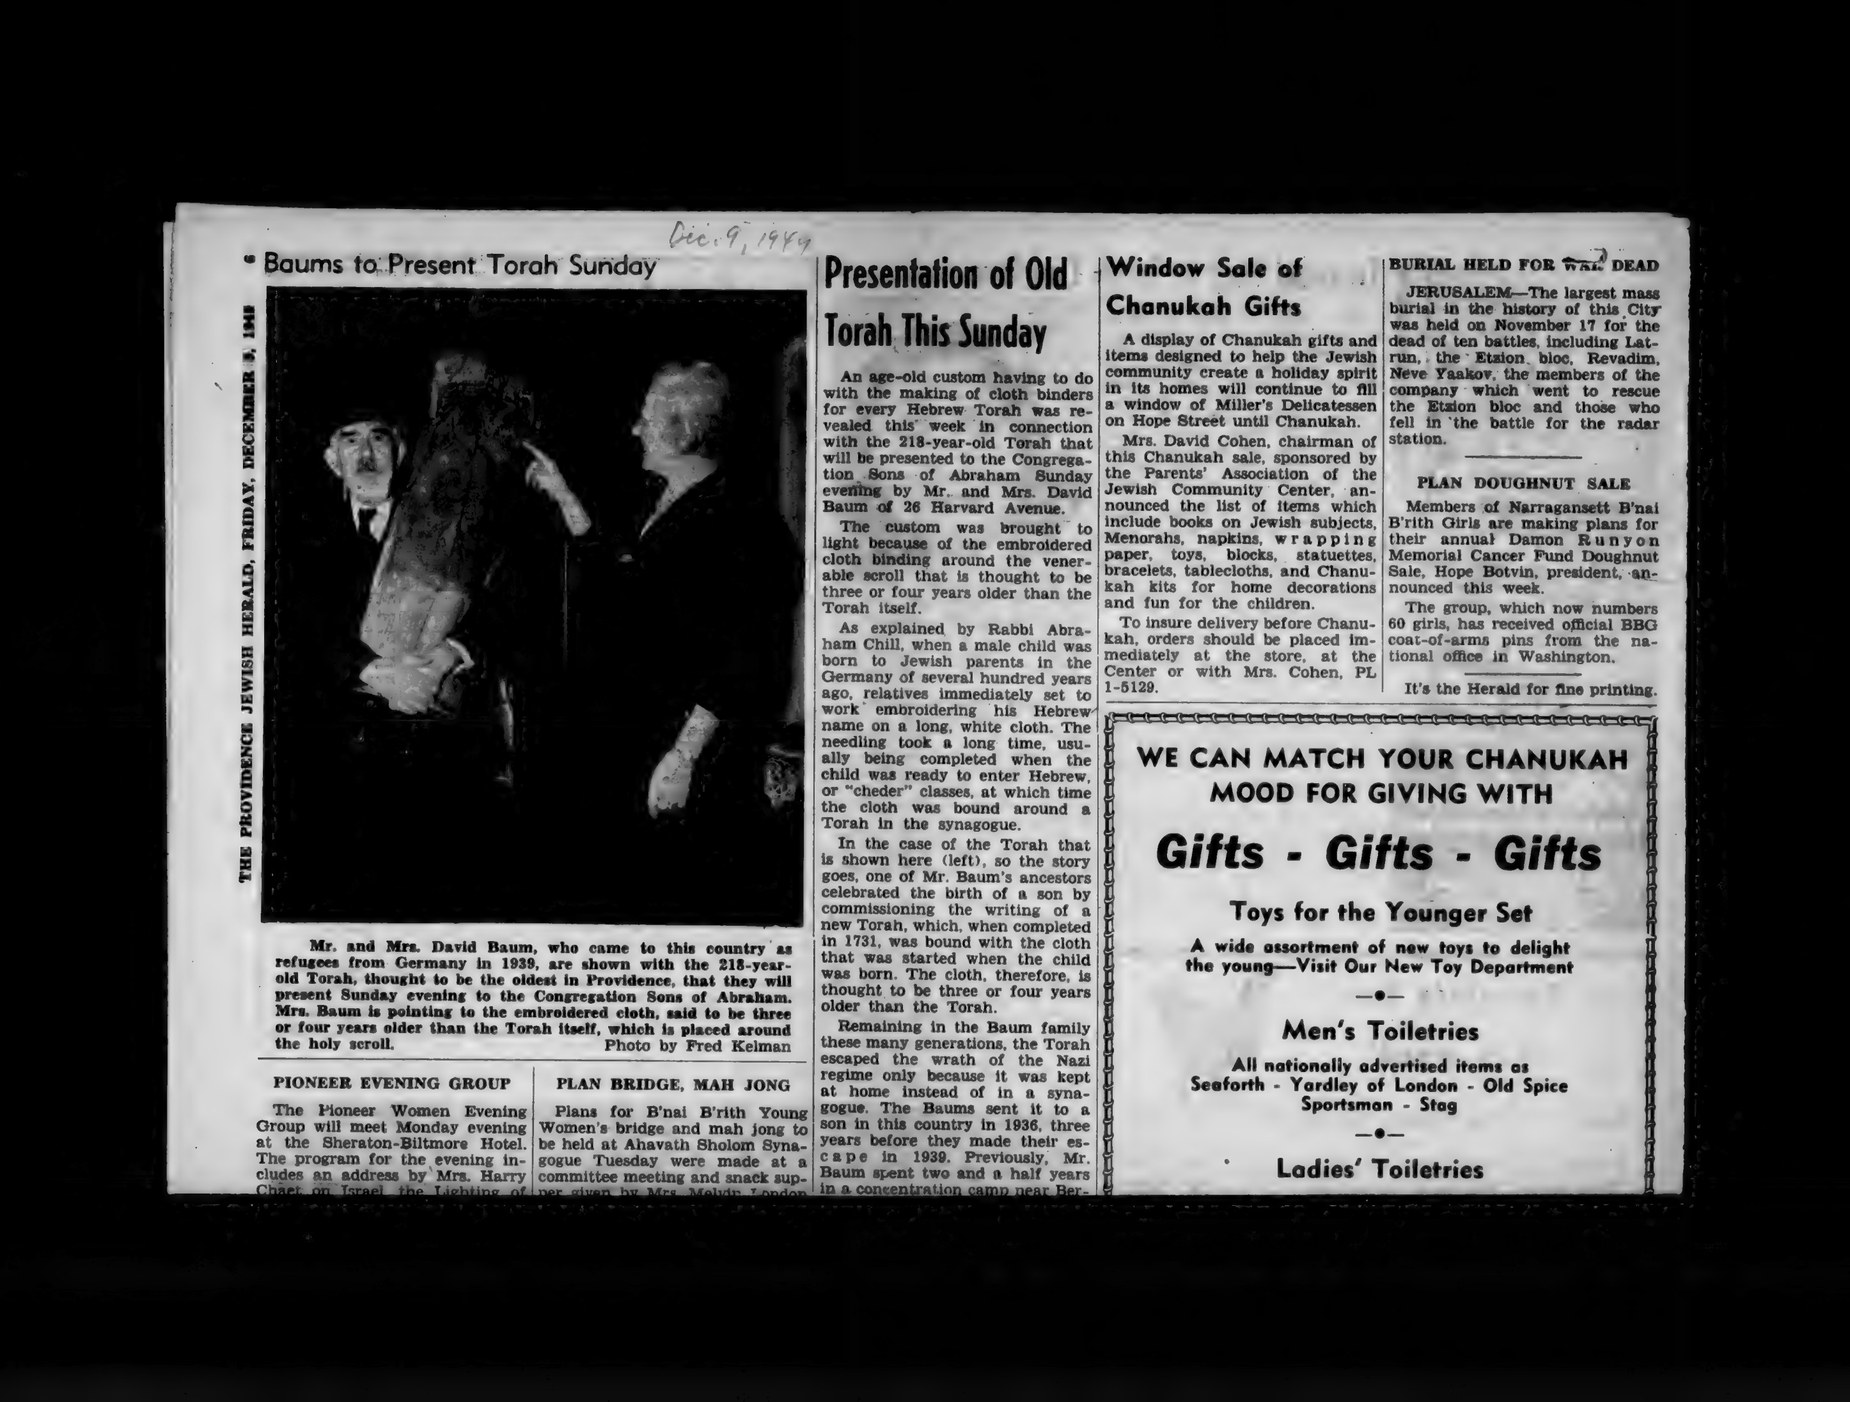 Dec. 9, 1949
6
THE PROVIDENCE JEWISH HERALD, FRIDAY, DECEMBER 9, 1949
Baums to Present Torah Sunday
Mr. and Mrs. David Baum, who came to this country as
refugees from Germany in 1939, are shown with the 218-year-
old Torah, thought to be the oldest in Providence, that they will
present Sunday evening to the Congregation Sons of Abraham.
Mrs. Baum is pointing to the embroidered cloth, said to be three
or four years older than the Torah itself, which is placed around
the holy scroll. Photo by Fred Kelman
PIONEER EVENING GROUP
The Pioneer Women Evening
Group will meet Monday evening
at the Sheraton-Biltmore Hotel.
The program for the evening in-
cludes an address by Mrs. Harry
Chaet on Israel, the Lighting of
PLAN BRIDGE, MAH JONG
Plans for B'nai B'rith Young
Women's bridge and mah jong to
be held at Ahavath Sholom Syna-
gogue Tuesday were made at a
committee meeting and snack sup-
per given by Mrs. Melvin London
Presentation of Old
Torah This Sunday
An age-old custom having to do
with the making of cloth binders
for every Hebrew Torah was re-
vealed this week in connection
with the 218-year-old Torah that
will be presented to the Congrega-
tion Sons of Abraham Sunday
evening by Mr. and Mrs. David
Baum of 26 Harvard Avenue.
The custom was brought to
light because of the embroidered
cloth binding around the vener-
able scroll that is thought to be
three or four years older than the
Torah itself.
As explained by Rabbi Abra-
ham Chill, when a male child was
born to Jewish parents in the
Germany of several hundred years
ago, relatives immediately set to
work embroidering his Hebrew
name on a long, white cloth. The
needling took a long time, usu-
ally being completed when the
child was ready to enter Hebrew,
or "cheder" classes, at which time
the cloth was bound around a
Torah in the synagogue.
In the case of the Torah that
is shown here (left), so the story
goes, one of Mr. Baum's ancestors
celebrated the birth of a son by
commissioning the writing of a
new Torah, which, when completed
in 1731, was bound with the cloth
that was started when the child
was born. The cloth, therefore, is
thought to be three or four years
older than the Torah.
Remaining in the Baum family
these many generations, the Torah
escaped the wrath of the Nazi
regime only because it was kept
at home instead of in a syna-
gogue. The Baums sent it to a
son in this country in 1936, three
years before they made their es-
cape in 1939. Previously, Mr.
Baum spent two and a half years
in a concentration camp near Ber-
Window Sale of
Chanukah Gifts
A display of Chanukah gifts and
items designed to help the Jewish
community create a holiday spirit
in its homes will continue to fill
a window of Miller's Delicatessen
on Hope Street until Chanukah.
Mrs. David Cohen, chairman of
this Chanukah sale, sponsored by
the Parents' Association of the
Jewish Community Center, an-
nounced the list of items which
include books on Jewish subjects,
Menorahs, napkins, wrapping
paper, toys, blocks, statuettes,
bracelets, tablecloths, and Chanu-
kah kits for home decorations
and fun for the children.
To insure delivery before Chanu-
kah, orders should be placed im-
mediately at the store, at the
Center or with Mrs. Cohen, PL
1-5129.
BURIAL HELD FOR WAR DEAD
JERUSALEM—The largest mass
burial in the history of this City
was held on November 17 for the
dead of ten battles, including Lat-
run, the Etzion bloc, Revadim,
Neve Yaakov, the members of the
company which went to rescue
the Etzion bloc and those who
fell in the battle for the radar
station.
PLAN DOUGHNUT SALE
Members of Narragansett B'nai
B'rith Girls are making plans for
their annual Damon Runyon
Memorial Cancer Fund Doughnut
Sale, Hope Botvin, president, an-
nounced this week.
The group, which now numbers
60 girls, has received official BBG
coat-of-arms pins from the na-
tional office in Washington.
It's the Herald for fine printing.
WE CAN MATCH YOUR CHANUKAH
MOOD FOR GIVING WITH
Gifts - Gifts - Gifts
Toys for the Younger Set
A wide assortment of new toys to delight
the young—Visit Our New Toy Department
Men's Toiletries
All nationally advertised items as
Seaforth - Yardley of London - Old Spice
Sportsman - Stag
Ladies' Toiletries